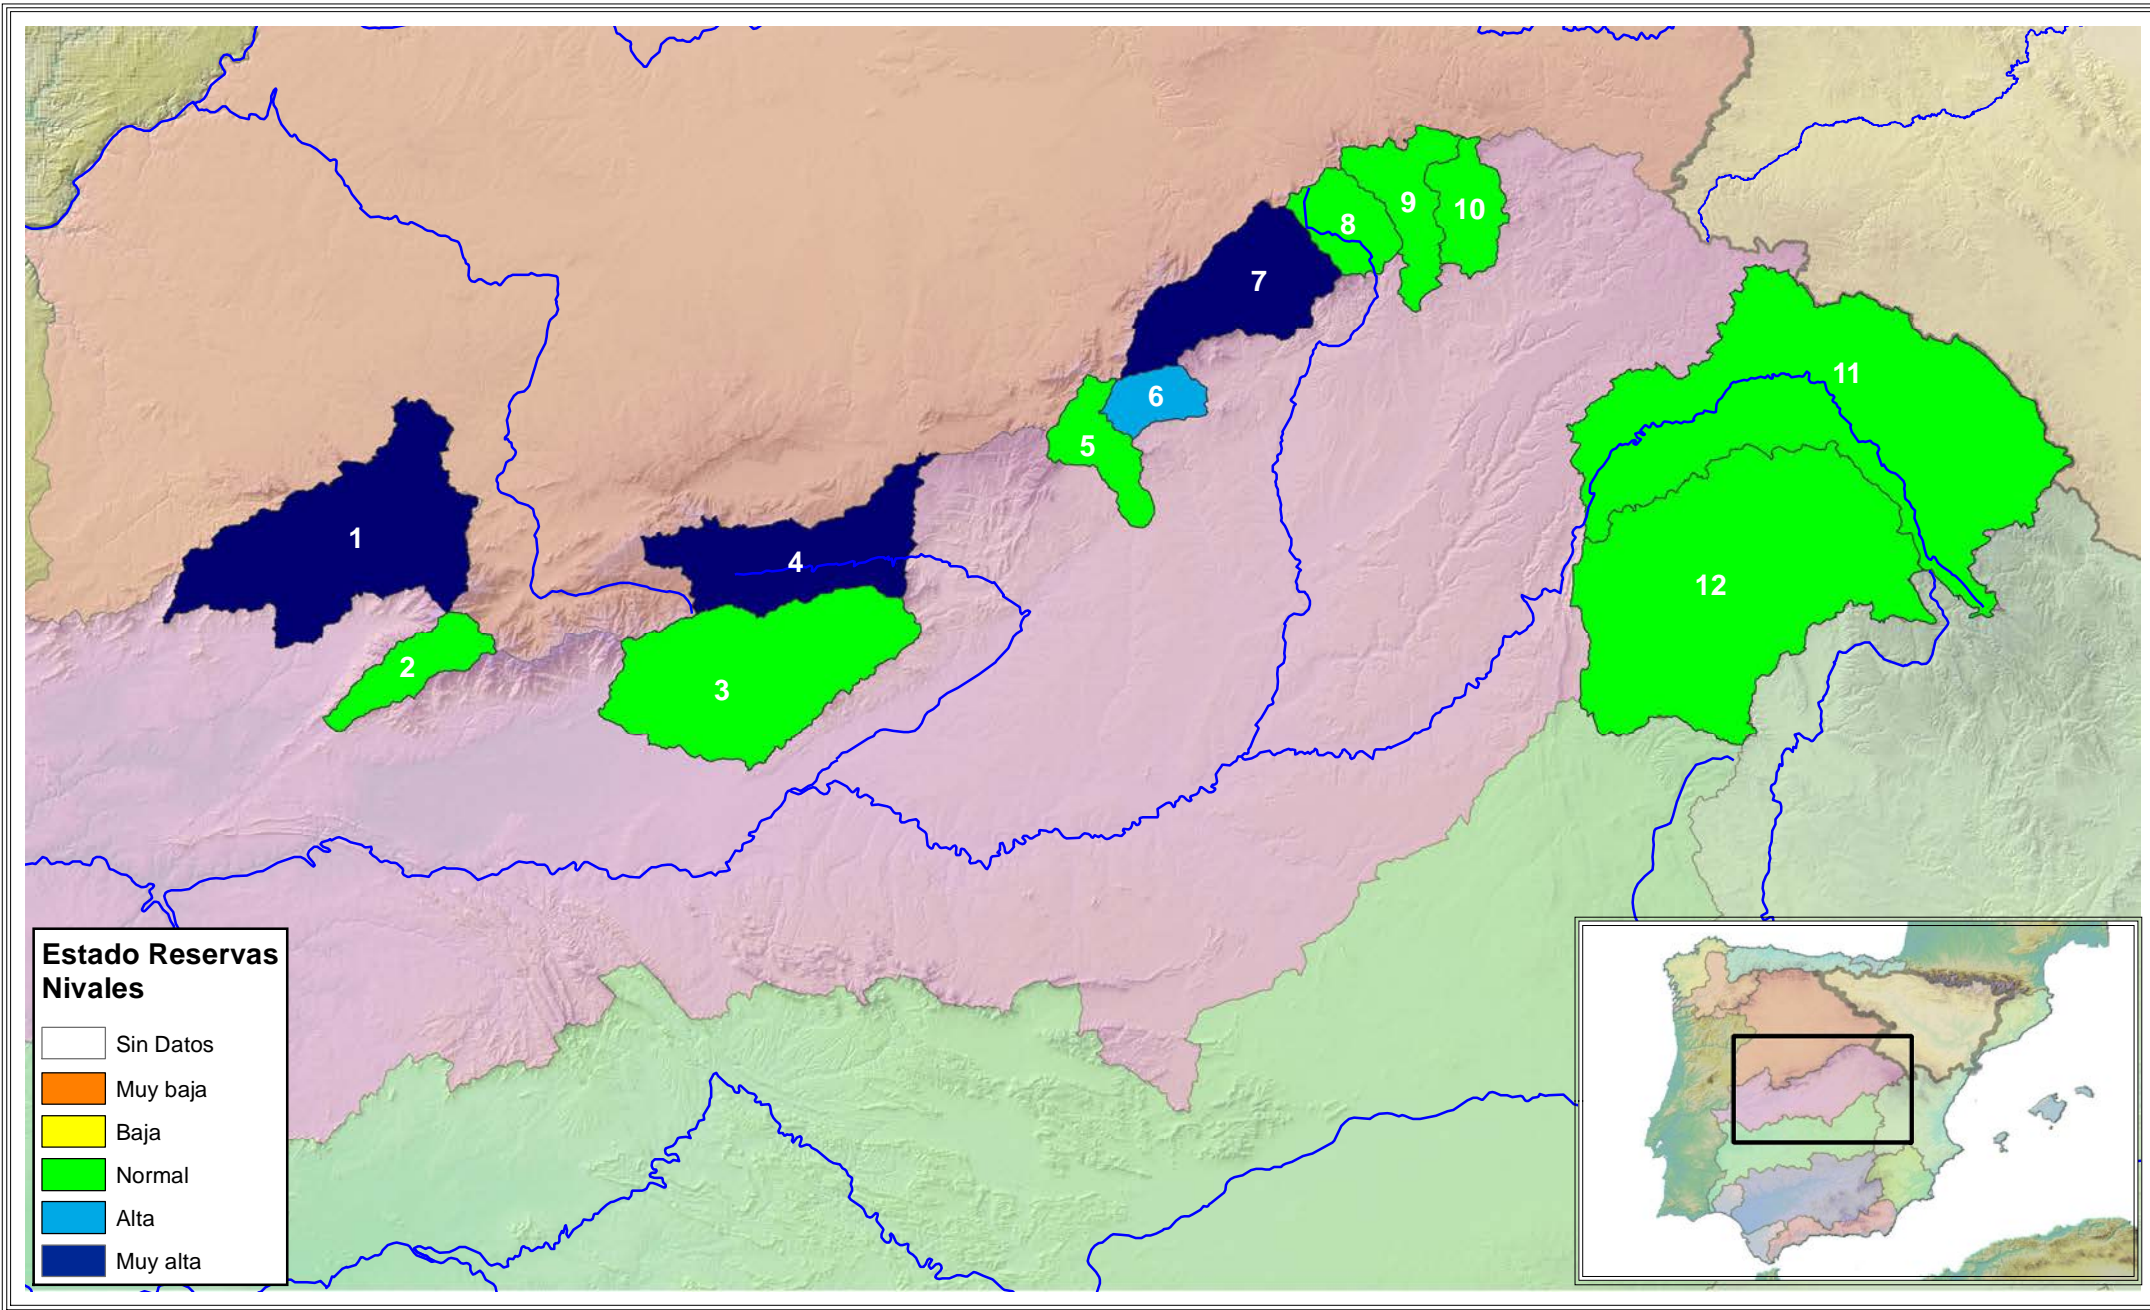 8
9
10
7
11
6
5
1
4
12
2
3
Estado Reservas
Nivales
Sin Datos
Muy baja
Baja
Normal
Alta
Muy alta